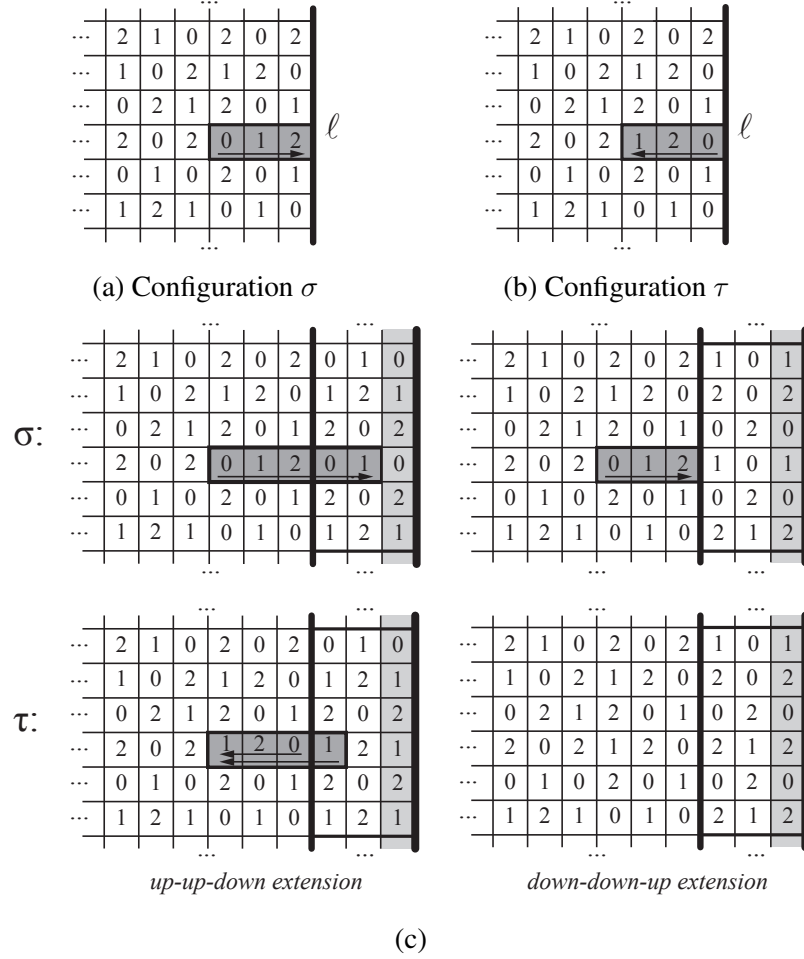 ...
... 2 1 0 2 0 2
... 1 0 2 1 2 0
... 0 2 1 2 0 1
... 2 0 2 0 1 2 ℓ
... 0 1 0 2 0 1
... 1 2 1 0 1 0
...
(a) Configuration σ
...
... 2 1 0 2 0 2
... 1 0 2 1 2 0
... 0 2 1 2 0 1
... 2 0 2 1 2 0 ℓ
... 0 1 0 2 0 1
... 1 2 1 0 1 0
...
(b) Configuration τ
σ:
... ...
... 2 1 0 2 0 2 0 1 0
... 1 0 2 1 2 0 1 2 1
... 0 2 1 2 0 1 2 0 2
... 2 0 2 0 1 2 0 1 0
... 0 1 0 2 0 1 2 0 2
... 1 2 1 0 1 0 1 2 1
... ...
... ...
... 2 1 0 2 0 2 1 0 1
... 1 0 2 1 2 0 2 0 2
... 0 2 1 2 0 1 0 2 0
... 2 0 2 0 1 2 1 0 1
... 0 1 0 2 0 1 0 2 0
... 1 2 1 0 1 0 2 1 2
... ...
τ:
... ...
... 2 1 0 2 0 2 0 1 0
... 1 0 2 1 2 0 1 2 1
... 0 2 1 2 0 1 2 0 2
... 2 0 2 1 2 0 1 2 1
... 0 1 0 2 0 1 2 0 2
... 1 2 1 0 1 0 1 2 1
... ...
up-up-down extension
... ...
... 2 1 0 2 0 2 1 0 1
... 1 0 2 1 2 0 2 0 2
... 0 2 1 2 0 1 0 2 0
... 2 0 2 1 2 0 2 1 2
... 0 1 0 2 0 1 0 2 0
... 1 2 1 0 1 0 2 1 2
... ...
down-down-up extension
(c)